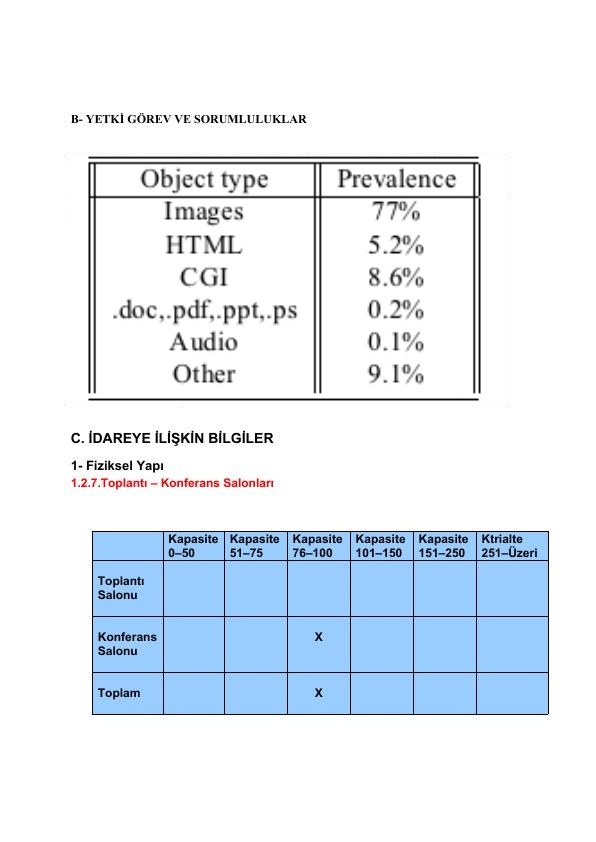 B- YETKİ GÖREV VE SORUMLULUKLAR
Object type Prevalence
Images 77%
HTML 5.2%
CGI 8.6%
.doc,.pdf,.ppt,.ps 0.2%
Audio 0.1%
Other 9.1%
C. İDAREYE İLİŞKİN BİLGİLER
1- Fiziksel Yapı
1.2.7.Toplantı – Konferans Salonları
Kapasite Kapasite Kapasite Kapasite Kapasite Ktrialte
0–50 51–75 76–100 101–150 151–250 251–Üzeri
Toplantı
Salonu
Konferans X
Salonu
Toplam X